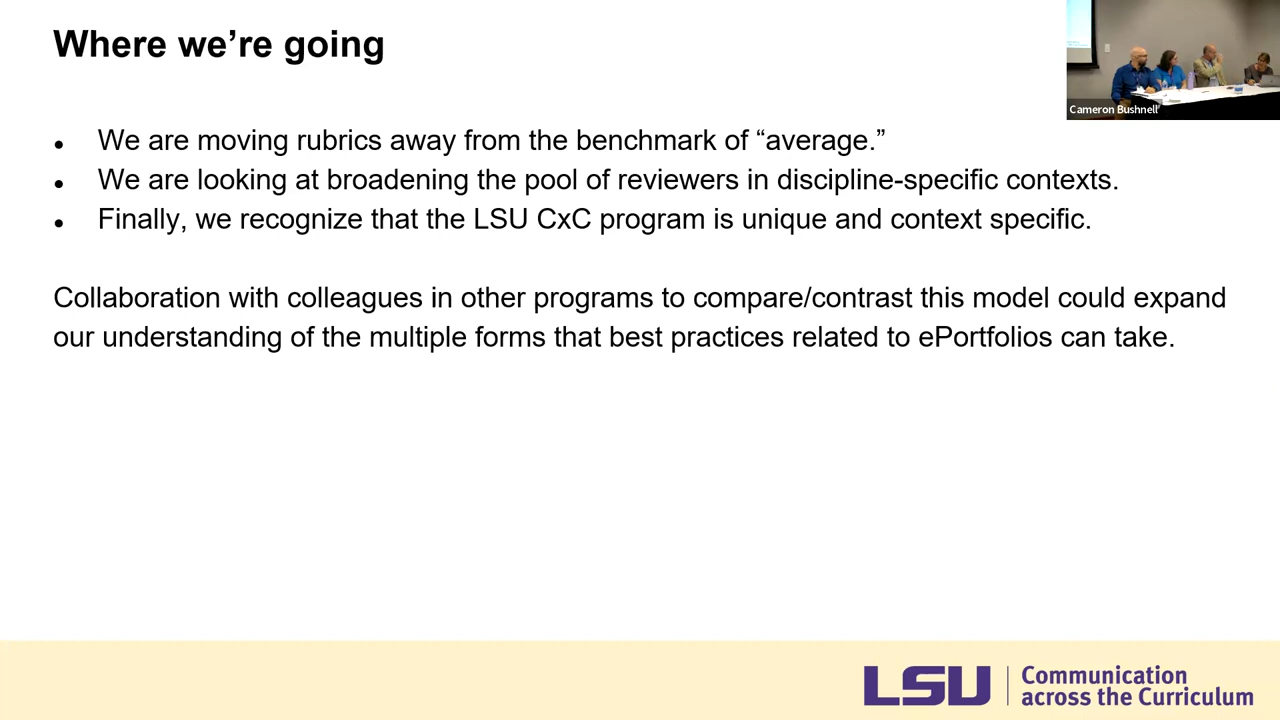 Where we’re going
Cameron Bushnell
• We are moving rubrics away from the benchmark of “average.”
• We are looking at broadening the pool of reviewers in discipline-specific contexts.
• Finally, we recognize that the LSU CxC program is unique and context specific.
Collaboration with colleagues in other programs to compare/contrast this model could expand
our understanding of the multiple forms that best practices related to ePortfolios can take.
LSU
Communication
across the Curriculum